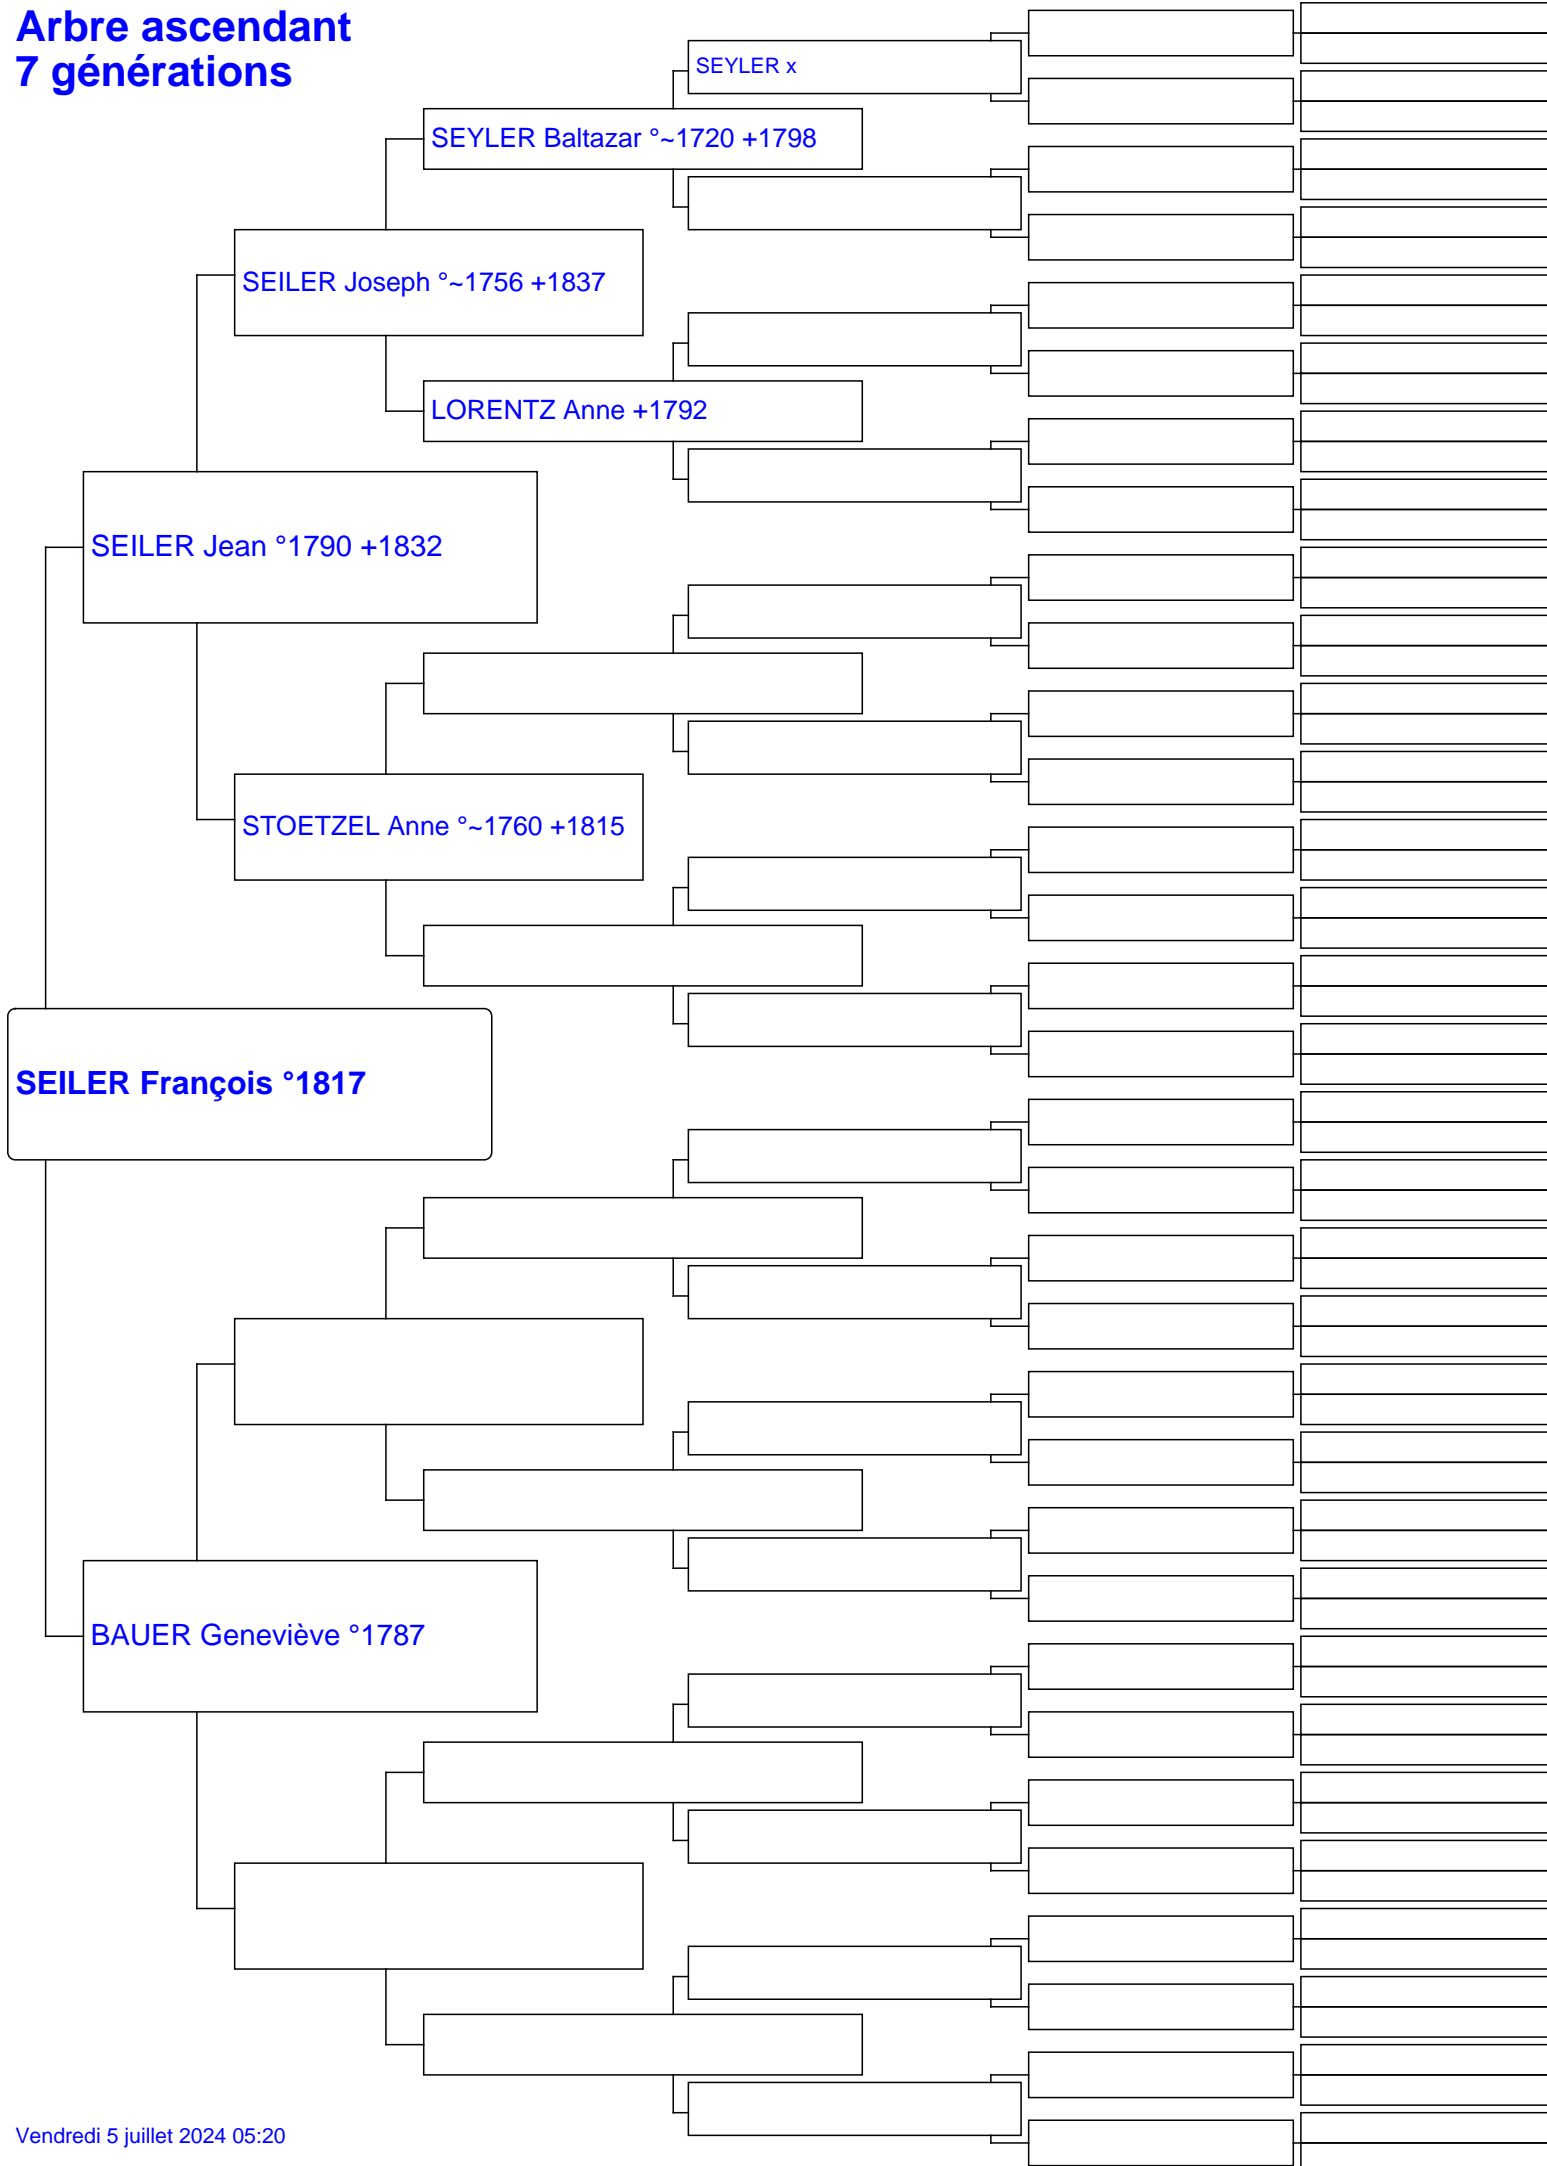 Arbre ascendant
7 générations
SEYLER x
SEYLER Baltazar °~1720 +1798
SEILER Joseph °~1756 +1837
LORENTZ Anne +1792
SEILER Jean °1790 +1832
STOETZEL Anne °~1760 +1815
SEILER François °1817
BAUER Geneviève °1787
Vendredi 5 juillet 2024 05:20